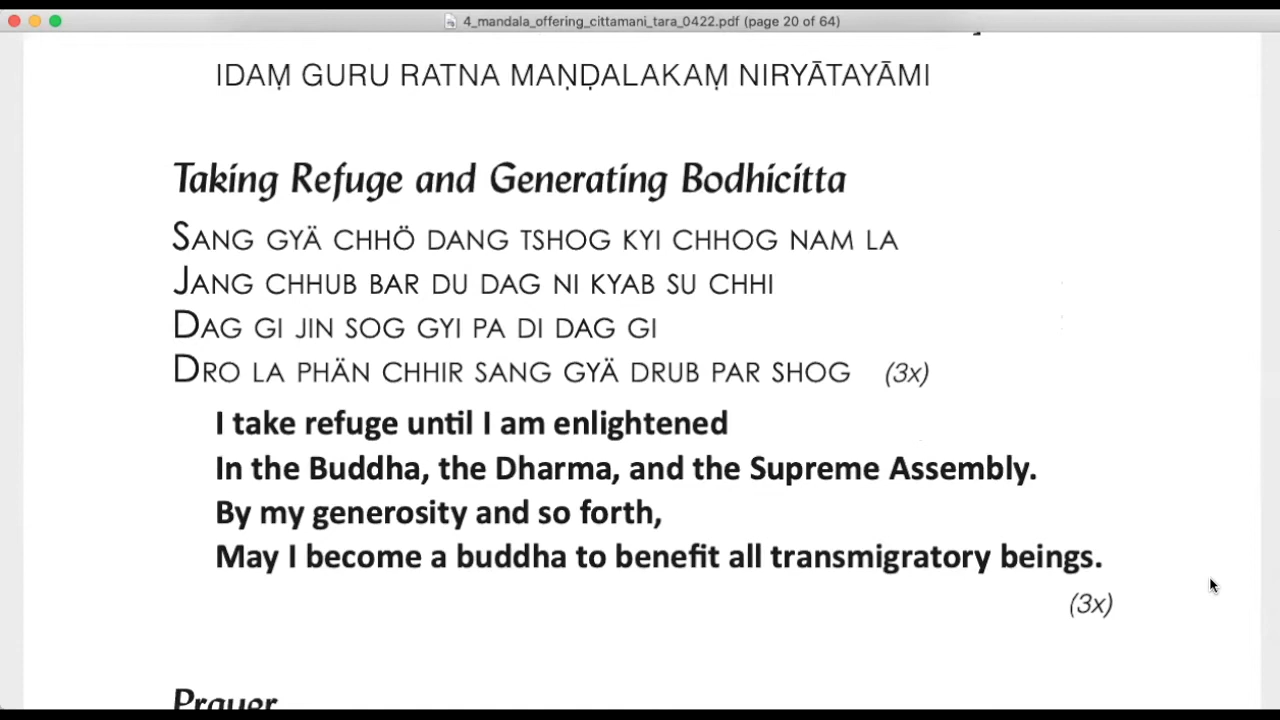 4_mandala_offering_cittamani_tara_0422.pdf (page 20 of 64)
IDAṂ GURU RATNA MAṆḌALAKAṂ NIRYĀTAYĀMI
Taking Refuge and Generating Bodhicitta
SANG GYÄ CHHÖ DANG TSHOG KYI CHHOG NAM LA
JANG CHHUB BAR DU DAG NI KYAB SU CHHI
DAG GI JIN SOG GYI PA DI DAG GI
DRO LA PHÄN CHHIR SANG GYÄ DRUB PAR SHOG (3x)
I take refuge until I am enlightened
In the Buddha, the Dharma, and the Supreme Assembly.
By my generosity and so forth,
May I become a buddha to benefit all transmigratory beings.
(3x)
Prayer